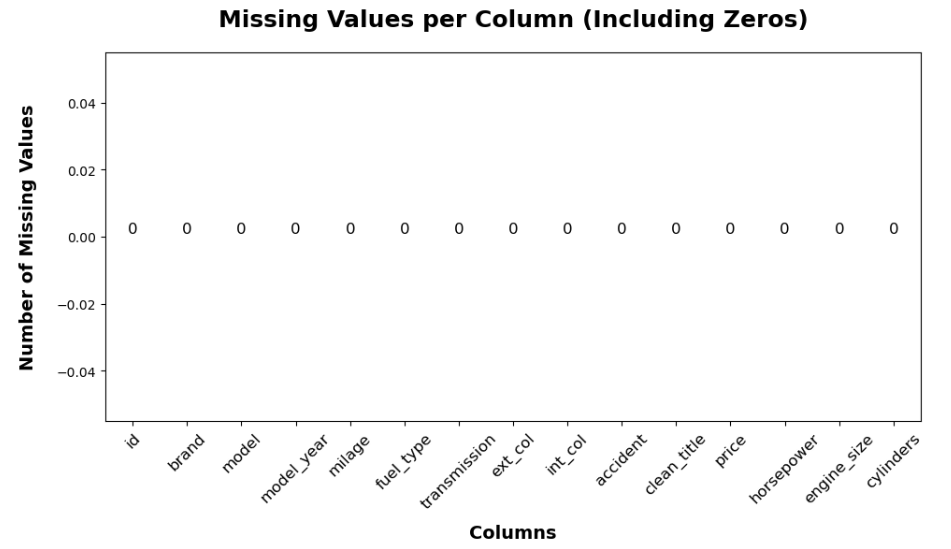 Missing Values per Column (Including Zeros)
Number of Missing Values
0.04
0.02
0.00
−0.02
−0.04
0 0 0 0 0 0 0 0 0 0 0 0 0 0 0
id brand model model_year milage fuel_type transmission ext_col int_col accident clean_title price horsepower engine_size cylinders
Columns